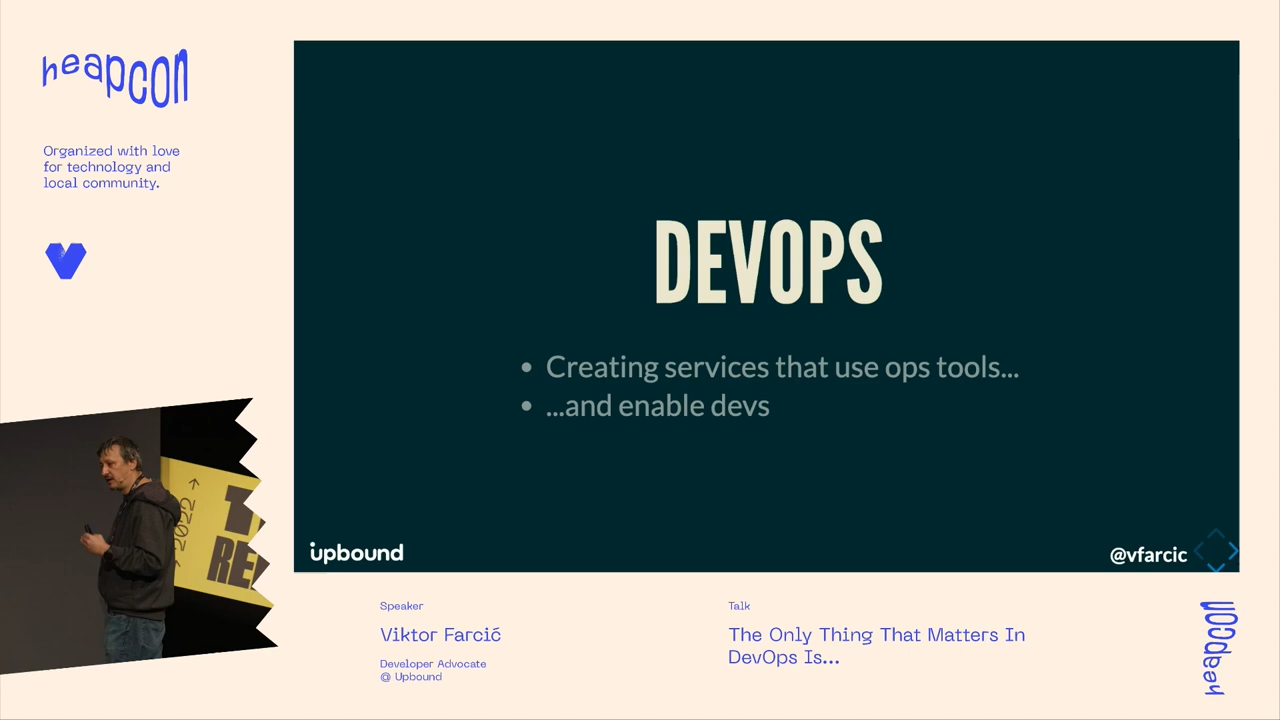 heapcon
Organized with love
for technology and
local community.
DEVOPS
• Creating services that use ops tools...
• ...and enable devs
upbound
@vfarcic
2022
Speaker
Viktor Farcić
Developer Advocate
@ Upbound
Talk
The Only Thing That Matters In
DevOps Is...
heapcon